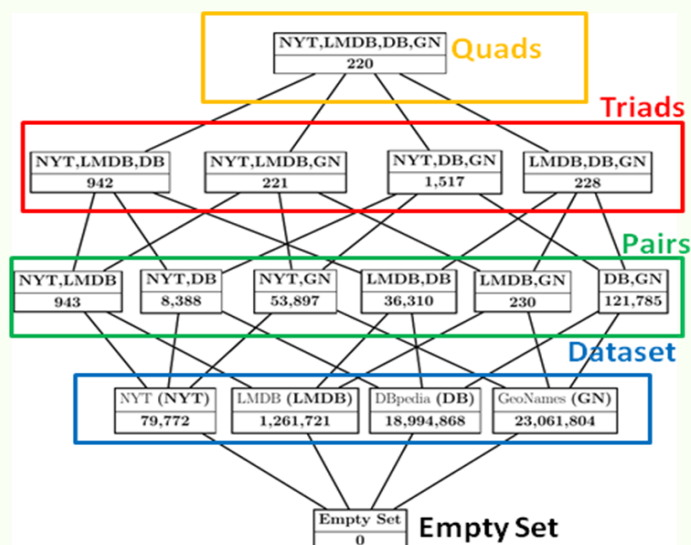 NYT,LMDB,DB,GN
220
Quads
Triads
NYT,LMDB,DB
942
NYT,LMDB,GN
221
NYT,DB,GN
1,517
LMDB,DB,GN
228
Pairs
NYT,LMDB
943
NYT,DB
8,388
NYT,GN
53,897
LMDB,DB
36,310
LMDB,GN
230
DB,GN
121,785
Dataset
NYT (NYT)
79,772
LMDB (LMDB)
1,261,721
DBpedia (DB)
18,994,868
GeoNames (GN)
23,061,804
Empty Set
0
Empty Set